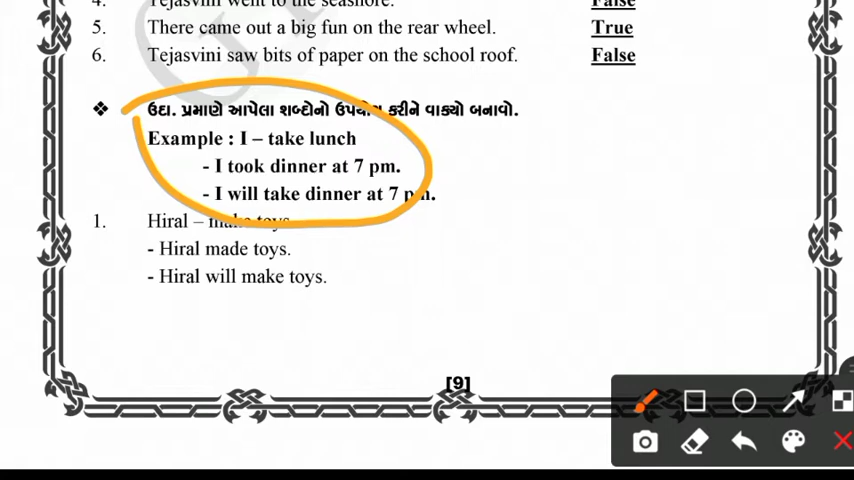 4. Tejasvini went to the seashore. False
5. There came out a big fun on the rear wheel. True
6. Tejasvini saw bits of paper on the school roof. False
❖ ઉદા. પ્રમાણે આપેલા શબ્દોનો ઉપયોગ કરીને વાક્યો બનાવો.
Example : I – take lunch
- I took dinner at 7 pm.
- I will take dinner at 7 pm.
1. Hiral – make toys
- Hiral made toys.
- Hiral will make toys.
[9]